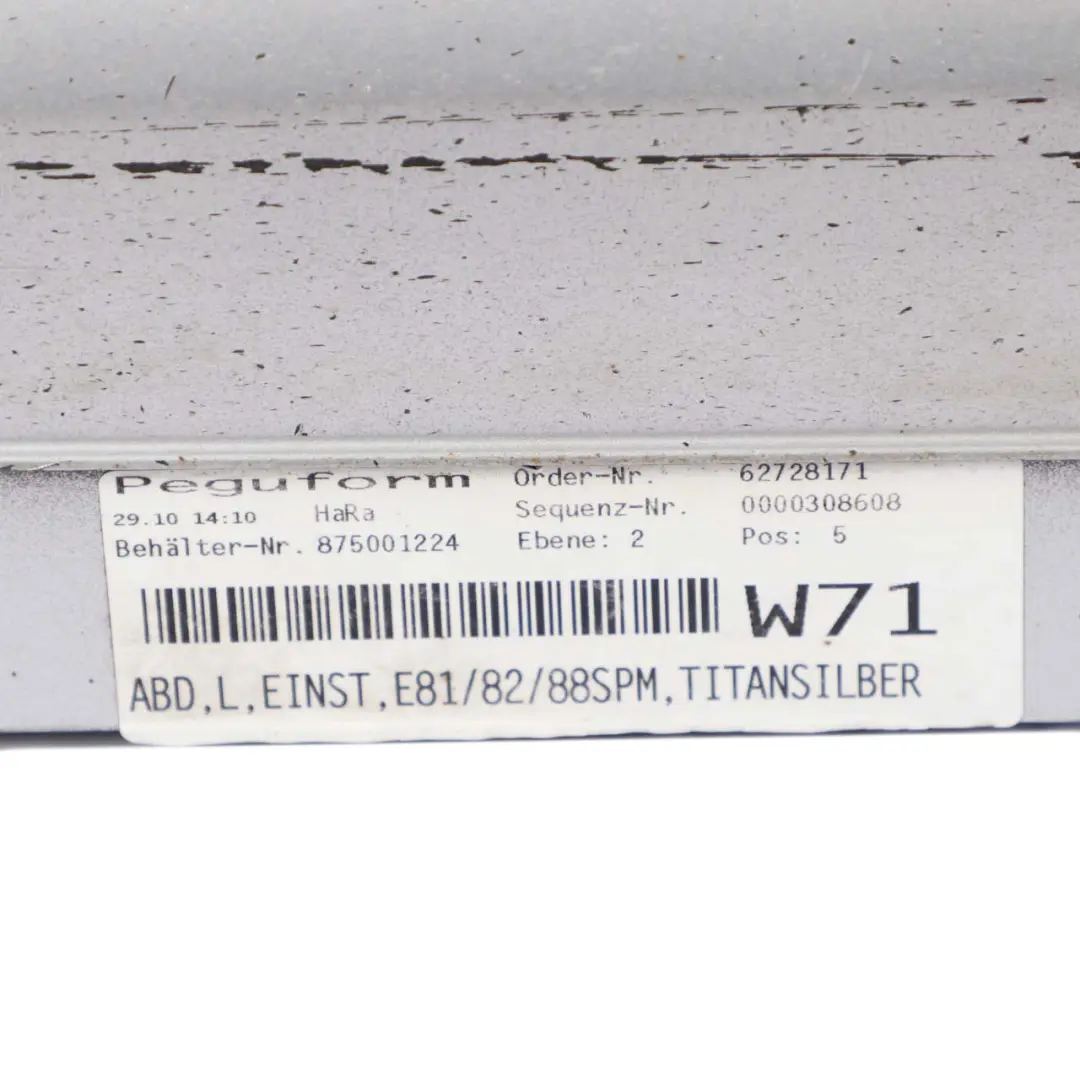 Peguform Order-Nr. 62728171
29.10 14:10 HaRa Sequenz-Nr. 0000308608
Behälter-Nr. 875001224 Ebene: 2 Pos: 5
W71
ABD,L,EINST,E81/82/88SPM,TITANSILBER